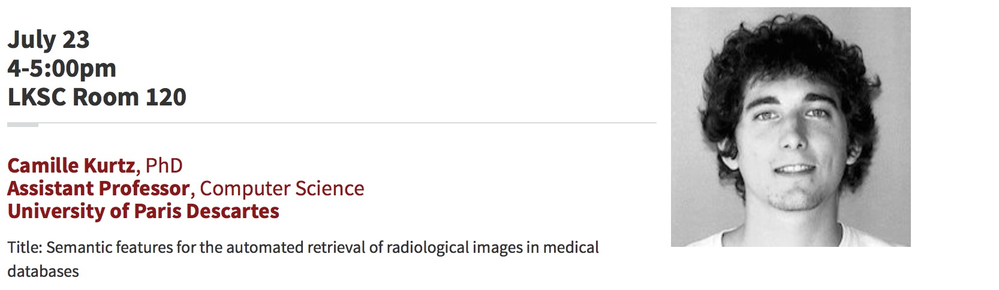 July 23
4-5:00pm
LKSC Room 120
Camille Kurtz, PhD
Assistant Professor, Computer Science
University of Paris Descartes
Title: Semantic features for the automated retrieval of radiological images in medical
databases